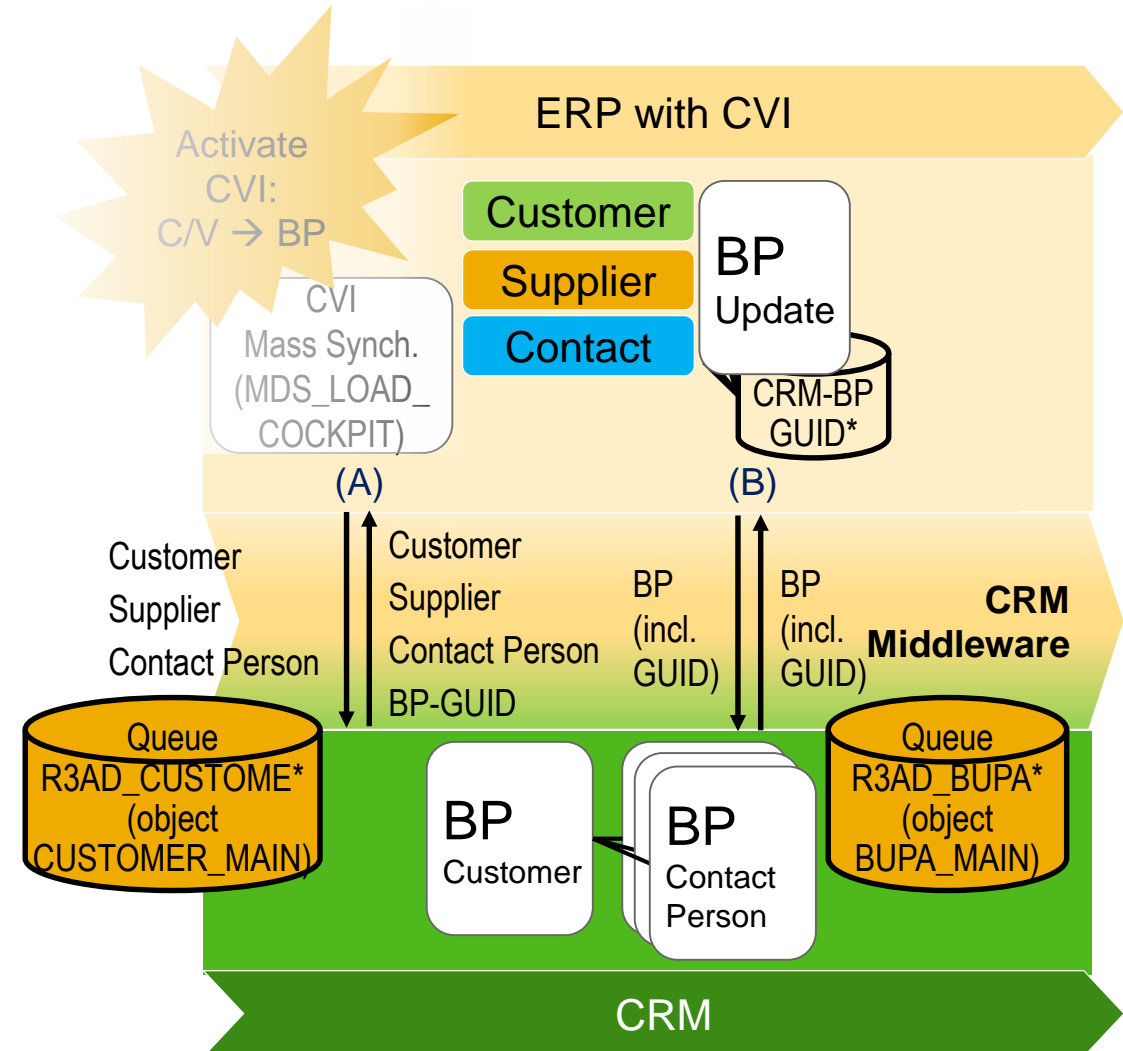 ERP with CVI
Activate
CVI:
C/V → BP
CVI
Mass Synch.
(MDS_LOAD_
COCKPIT)
Customer
Supplier
Contact
BP
Update
CRM-BP
GUID*
(A)
(B)
Customer
Supplier
Contact Person
Customer
Supplier
Contact Person
BP-GUID
BP
(incl.
GUID)
BP
(incl.
GUID)
CRM
Middleware
Queue
R3AD_CUSTOME*
(object
CUSTOMER_MAIN)
BP
Customer
BP
Contact
Person
Queue
R3AD_BUPA*
(object
BUPA_MAIN)
CRM